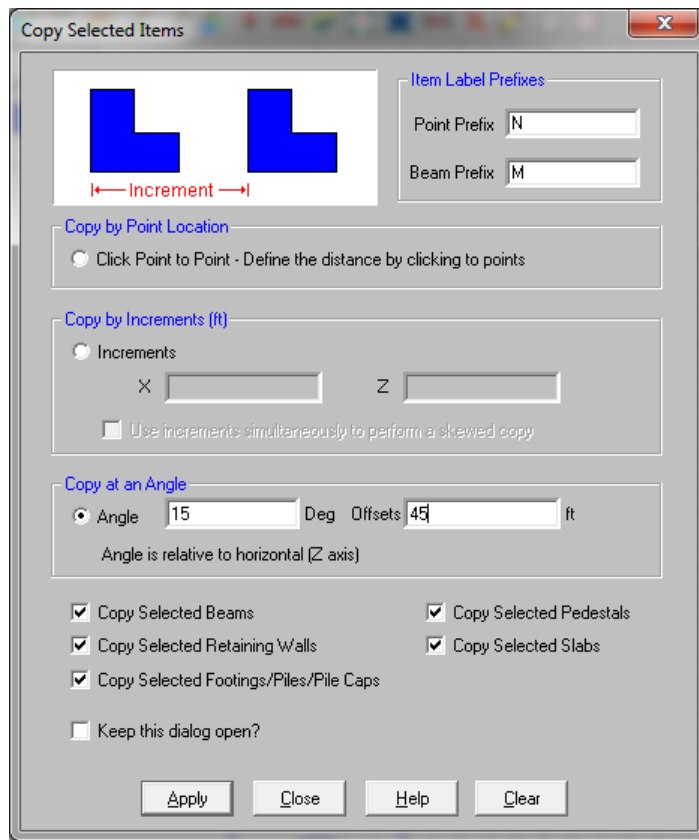 Copy Selected Items
Increment
Item Label Prefixes
Point Prefix N
Beam Prefix M
Copy by Point Location
Click Point to Point - Define the distance by clicking to points
Copy by Increments (ft)
Increments
X Z
Use increments simultaneously to perform a skewed copy
Copy at an Angle
Angle 15 Deg Offsets 45 ft
Angle is relative to horizontal (Z axis)
Copy Selected Beams Copy Selected Pedestals
Copy Selected Retaining Walls Copy Selected Slabs
Copy Selected Footings/Piles/Pile Caps
Keep this dialog open?
Apply Close Help Clear